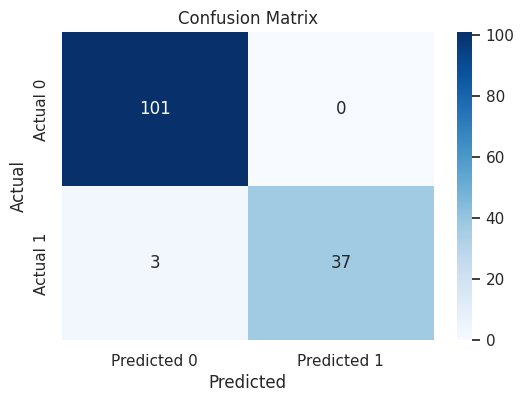 Confusion Matrix
Actual
Actual 0
Actual 1
101
0
3
37
Predicted 0
Predicted 1
Predicted
100
80
60
40
20
0